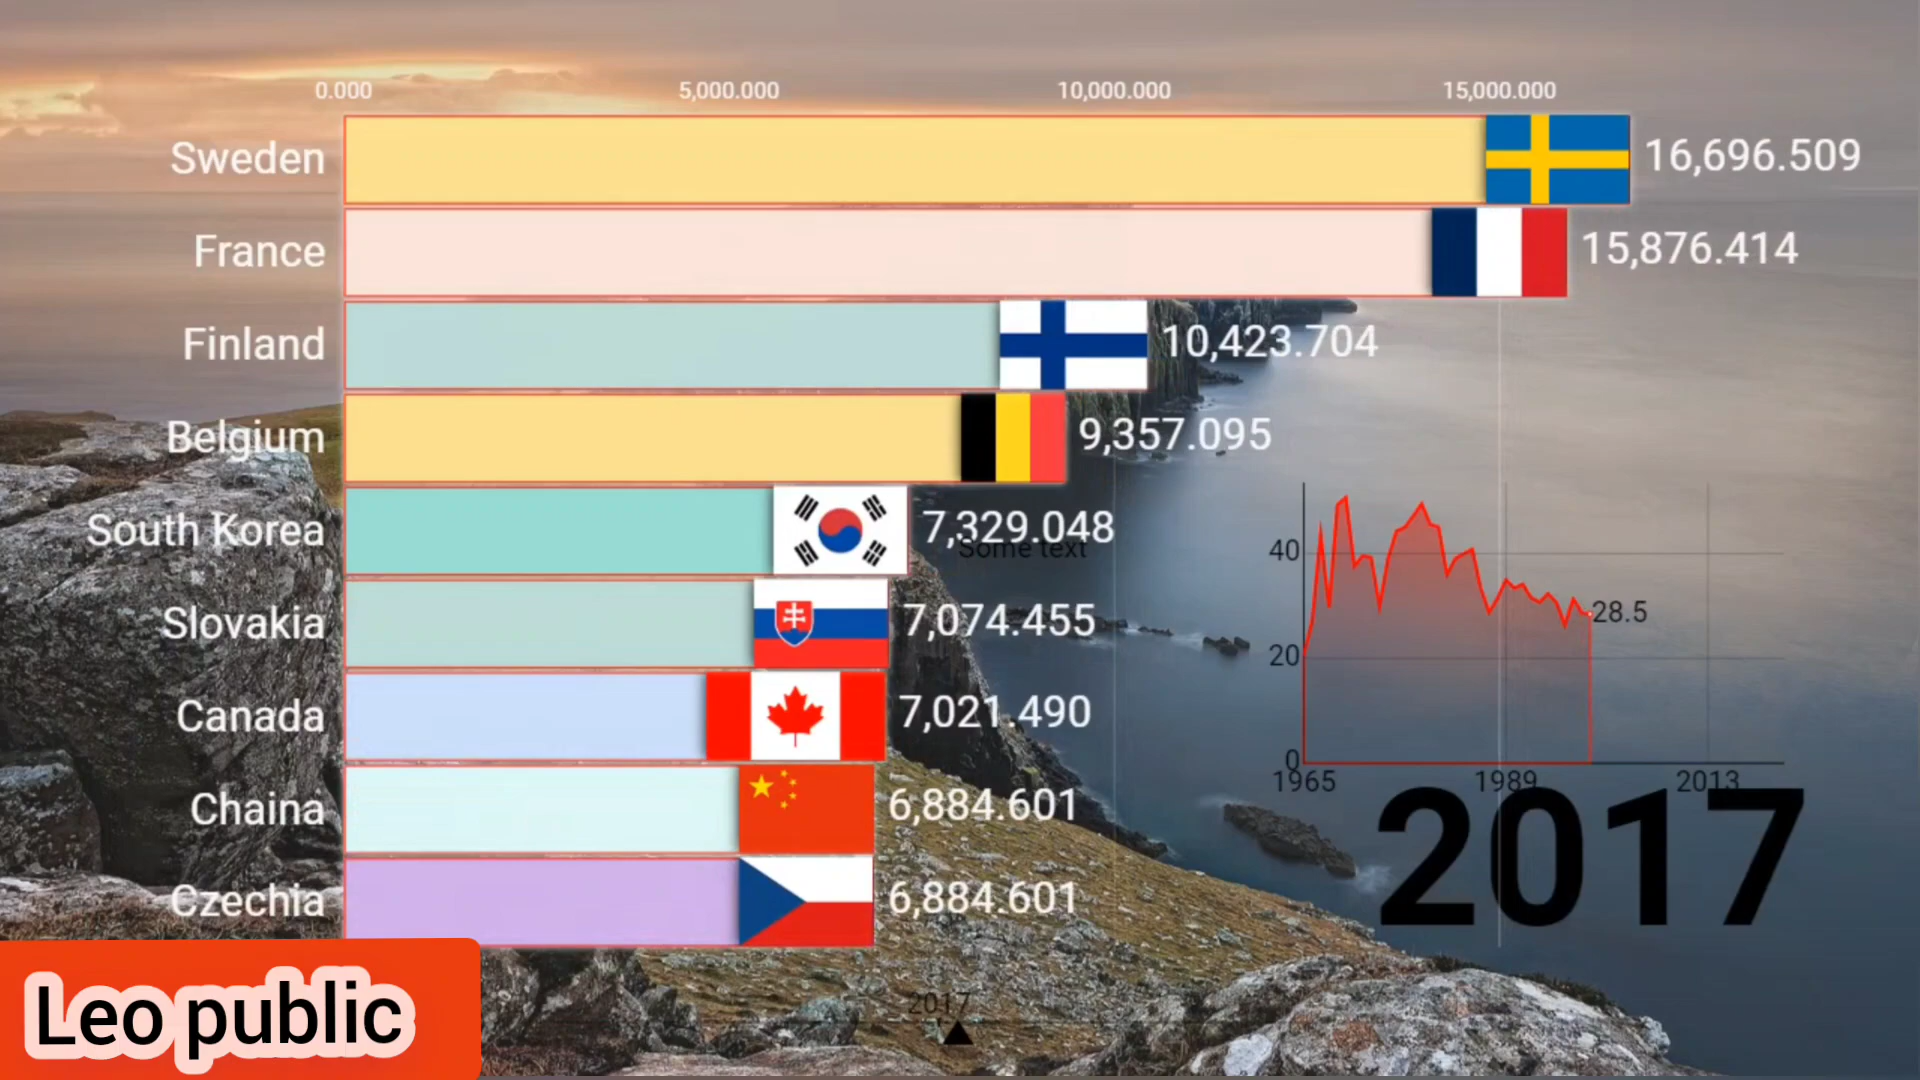 0.000 5,000.000 10,000.000 15,000.000
Sweden 16,696.509
France 15,876.414
Finland 10,423.704
Belgium 9,357.095
South Korea 7,329.048
Some text
Slovakia 7,074.455
Canada 7,021.490
Chaina 6,884.601
Czechia 6,884.601
40
28.5
20
0
1965 1989 2013
2017
2017
Leo public